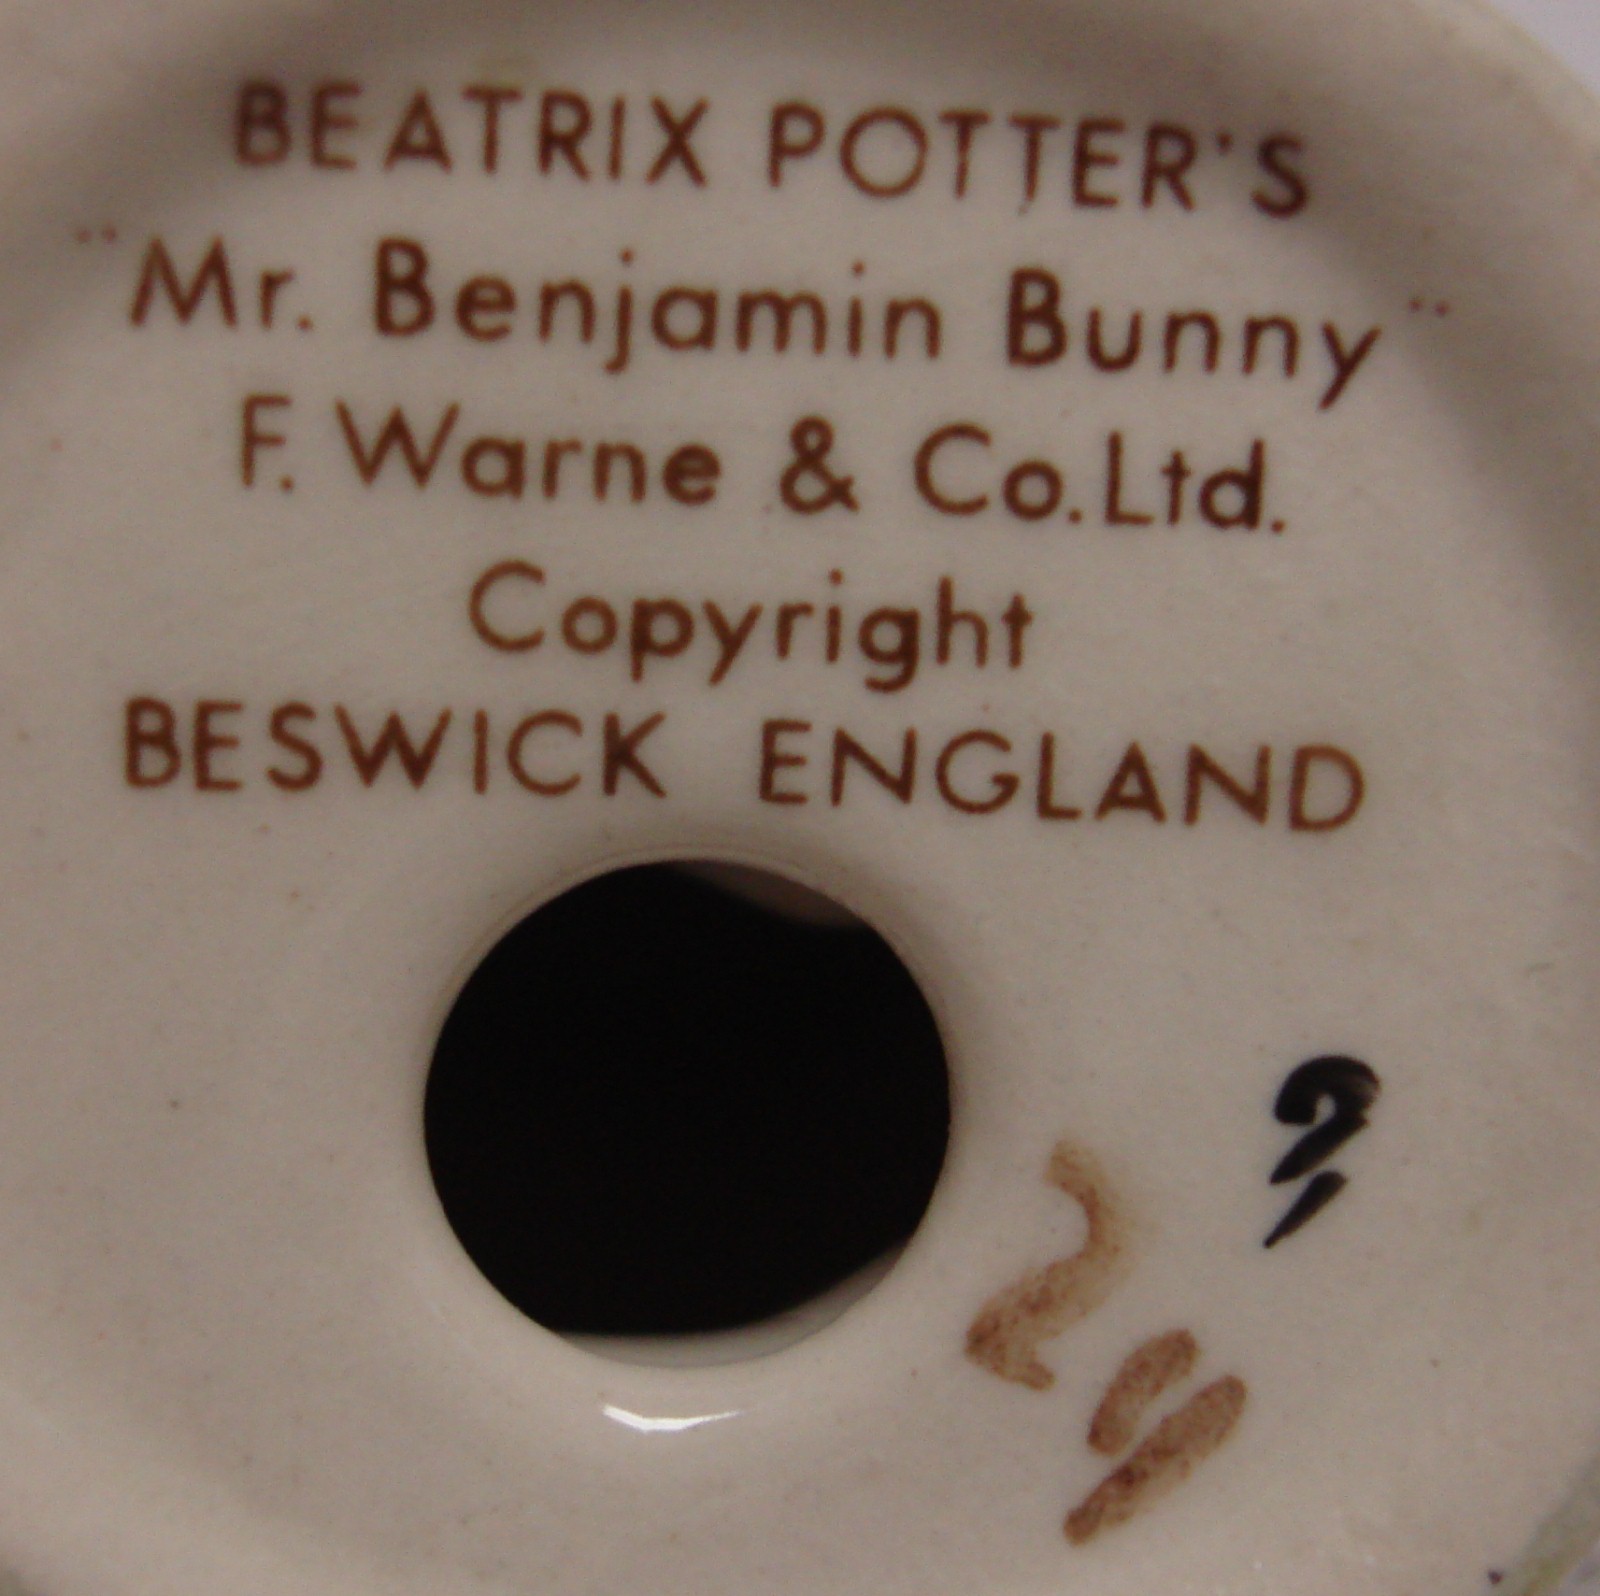 BEATRIX POTTER'S
"Mr. Benjamin Bunny"
F. Warne & Co. Ltd.
Copyright
BESWICK ENGLAND